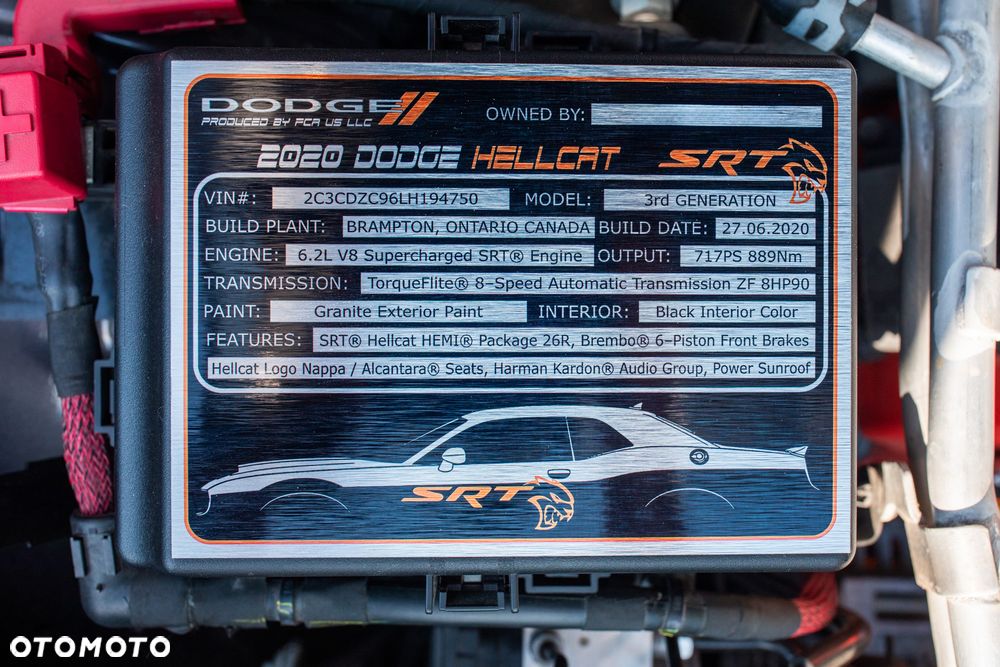 DODGE
PRODUCED BY FCA US LLC
OWNED BY:
2020 DODGE HELLCAT SRT
VIN#: 2C3CDZC96LH194750 MODEL: 3rd GENERATION
BUILD PLANT: BRAMPTON, ONTARIO CANADA BUILD DATE: 27.06.2020
ENGINE: 6.2L V8 Supercharged SRT® Engine OUTPUT: 717PS 889Nm
TRANSMISSION: TorqueFlite® 8-Speed Automatic Transmission ZF 8HP90
PAINT: Granite Exterior Paint INTERIOR: Black Interior Color
FEATURES: SRT® Hellcat HEMI® Package 26R, Brembo® 6-Piston Front Brakes
Hellcat Logo Nappa / Alcantara® Seats, Harman Kardon® Audio Group, Power Sunroof
SRT
OTOMOTO